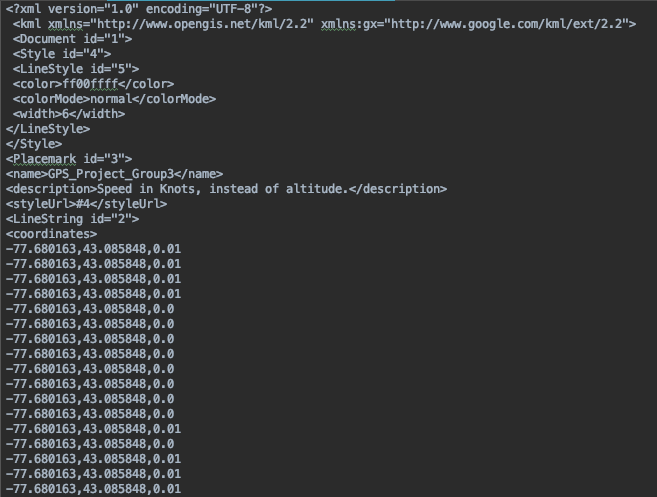 <?xml version="1.0" encoding="UTF-8"?>
<kml xmlns="http://www.opengis.net/kml/2.2" xmlns:gx="http://www.google.com/kml/ext/2.2">
<Document id="1">
<Style id="4">
<LineStyle id="5">
<color>ff00ffff</color>
<colorMode>normal</colorMode>
<width>6</width>
</LineStyle>
</Style>
<Placemark id="3">
<name>GPS_Project_Group3</name>
<description>Speed in Knots, instead of altitude.</description>
<styleUrl>#4</styleUrl>
<LineString id="2">
<coordinates>
-77.680163,43.085848,0.01
-77.680163,43.085848,0.01
-77.680163,43.085848,0.01
-77.680163,43.085848,0.01
-77.680163,43.085848,0.0
-77.680163,43.085848,0.0
-77.680163,43.085848,0.0
-77.680163,43.085848,0.0
-77.680163,43.085848,0.0
-77.680163,43.085848,0.0
-77.680163,43.085848,0.0
-77.680163,43.085848,0.0
-77.680163,43.085848,0.01
-77.680163,43.085848,0.0
-77.680163,43.085848,0.01
-77.680163,43.085848,0.01
-77.680163,43.085848,0.01